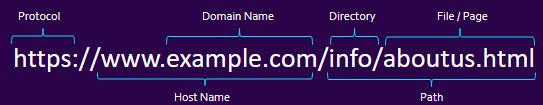 Protocol Domain Name Directory File / Page
https://www.example.com/info/aboutus.html
Host Name Path